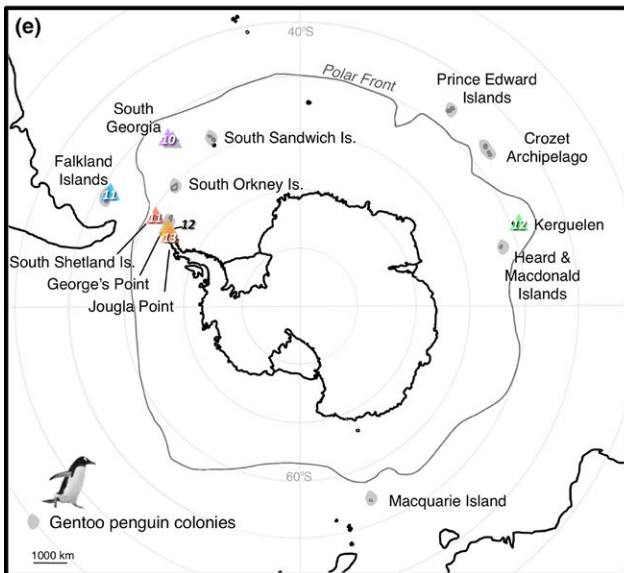 (e)
40°S
Polar Front
Prince Edward
Islands
South
Georgia
10
South Sandwich Is.
Crozet
Archipelago
Falkland
Islands
11
South Orkney Is.
11
12
12
Kerguelen
13
South Shetland Is.
George's Point
Jougla Point
Heard &
Macdonald
Islands
60°S
Macquarie Island
Gentoo penguin colonies
1000 km